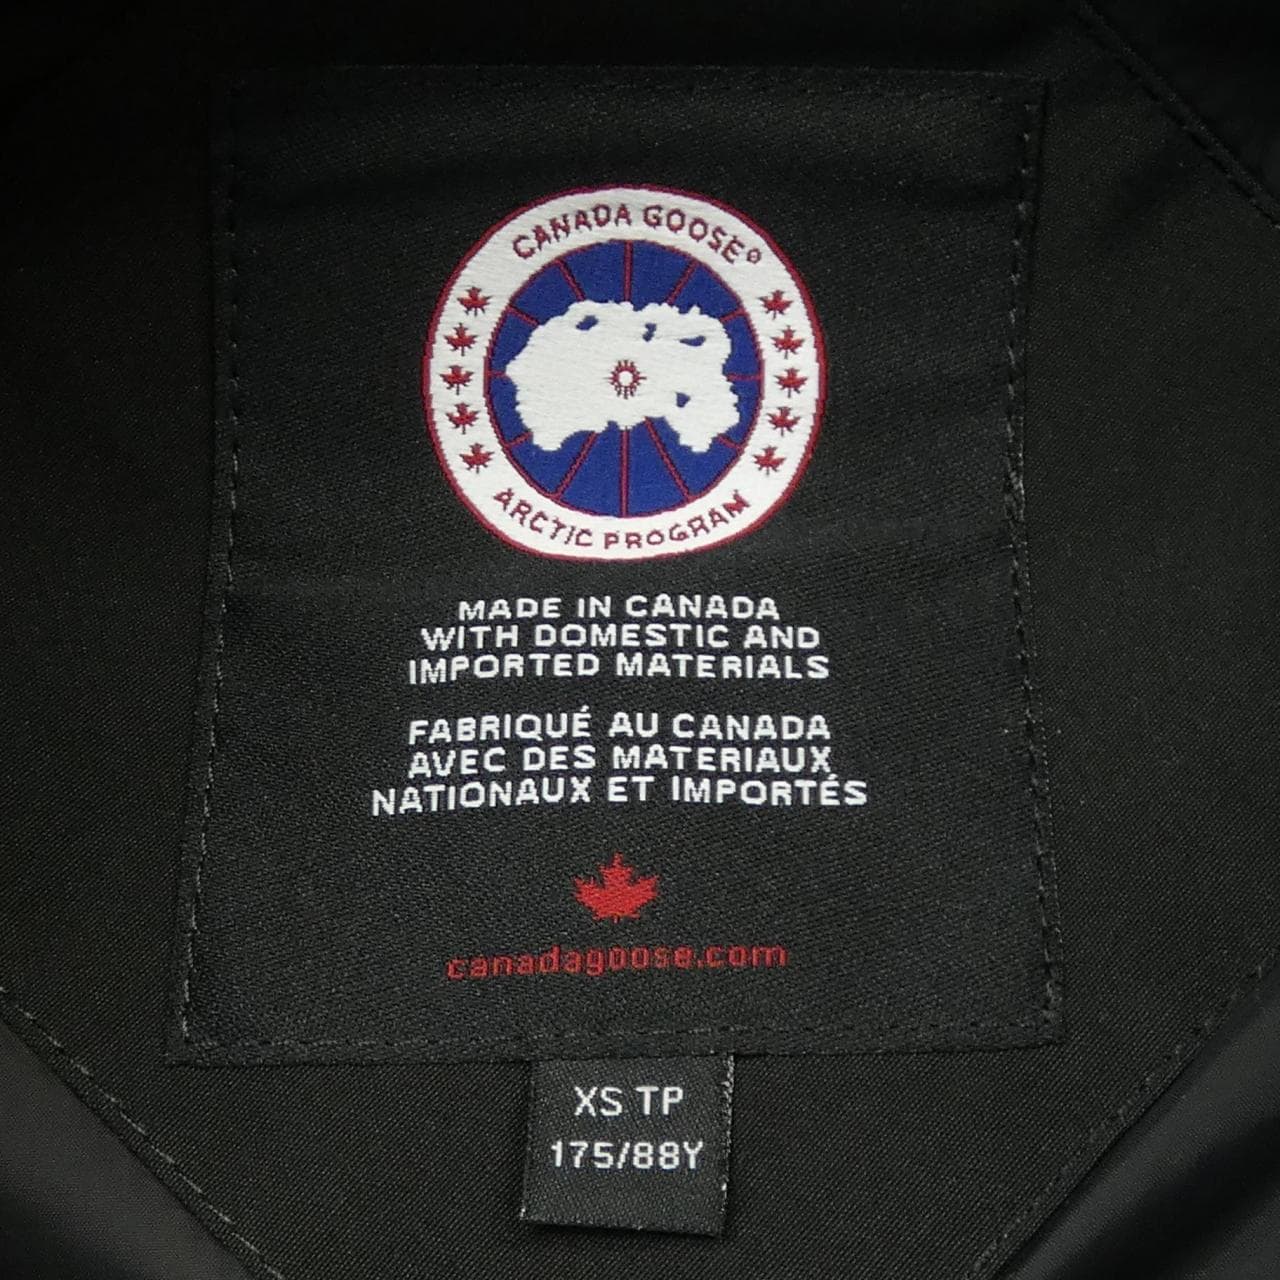 CANADA GOOSE®
ARCTIC PROGRAM
MADE IN CANADA
WITH DOMESTIC AND
IMPORTED MATERIALS
FABRIQUÉ AU CANADA
AVEC DES MATERIAUX
NATIONAUX ET IMPORTÉS
canadagoose.com
XS TP
175/88Y